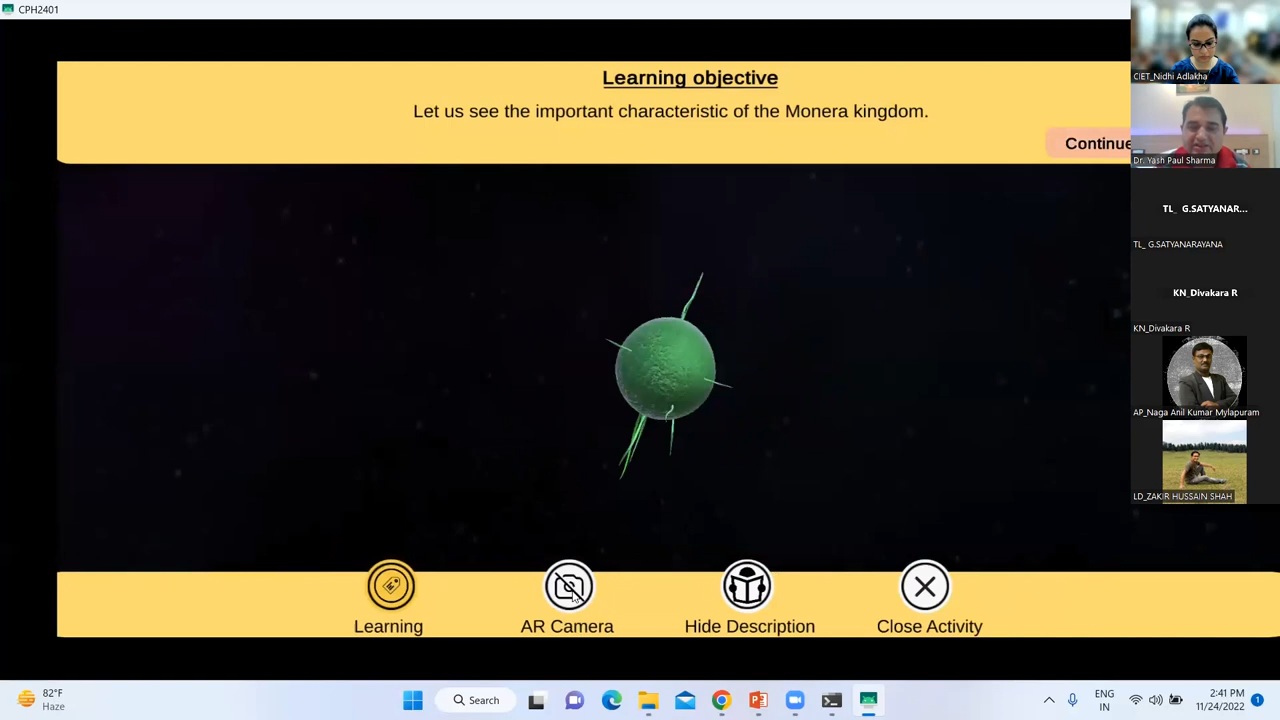 CPH2401
Learning objective
Let us see the important characteristic of the Monera kingdom.
Continue
CIET_Nidhi Adlakha
Dr. Yash Paul Sharma
TL_ G.SATYANAR...
TL_ G.SATYANARAYANA
KN_Divakara R
KN_Divakara R
AP_Naga Anil Kumar Mylapuram
LD_ZAKIR HUSSAIN SHAH
Learning
AR Camera
Hide Description
Close Activity
82°F
Haze
Search
ENG
IN
2:41 PM
11/24/2022
1